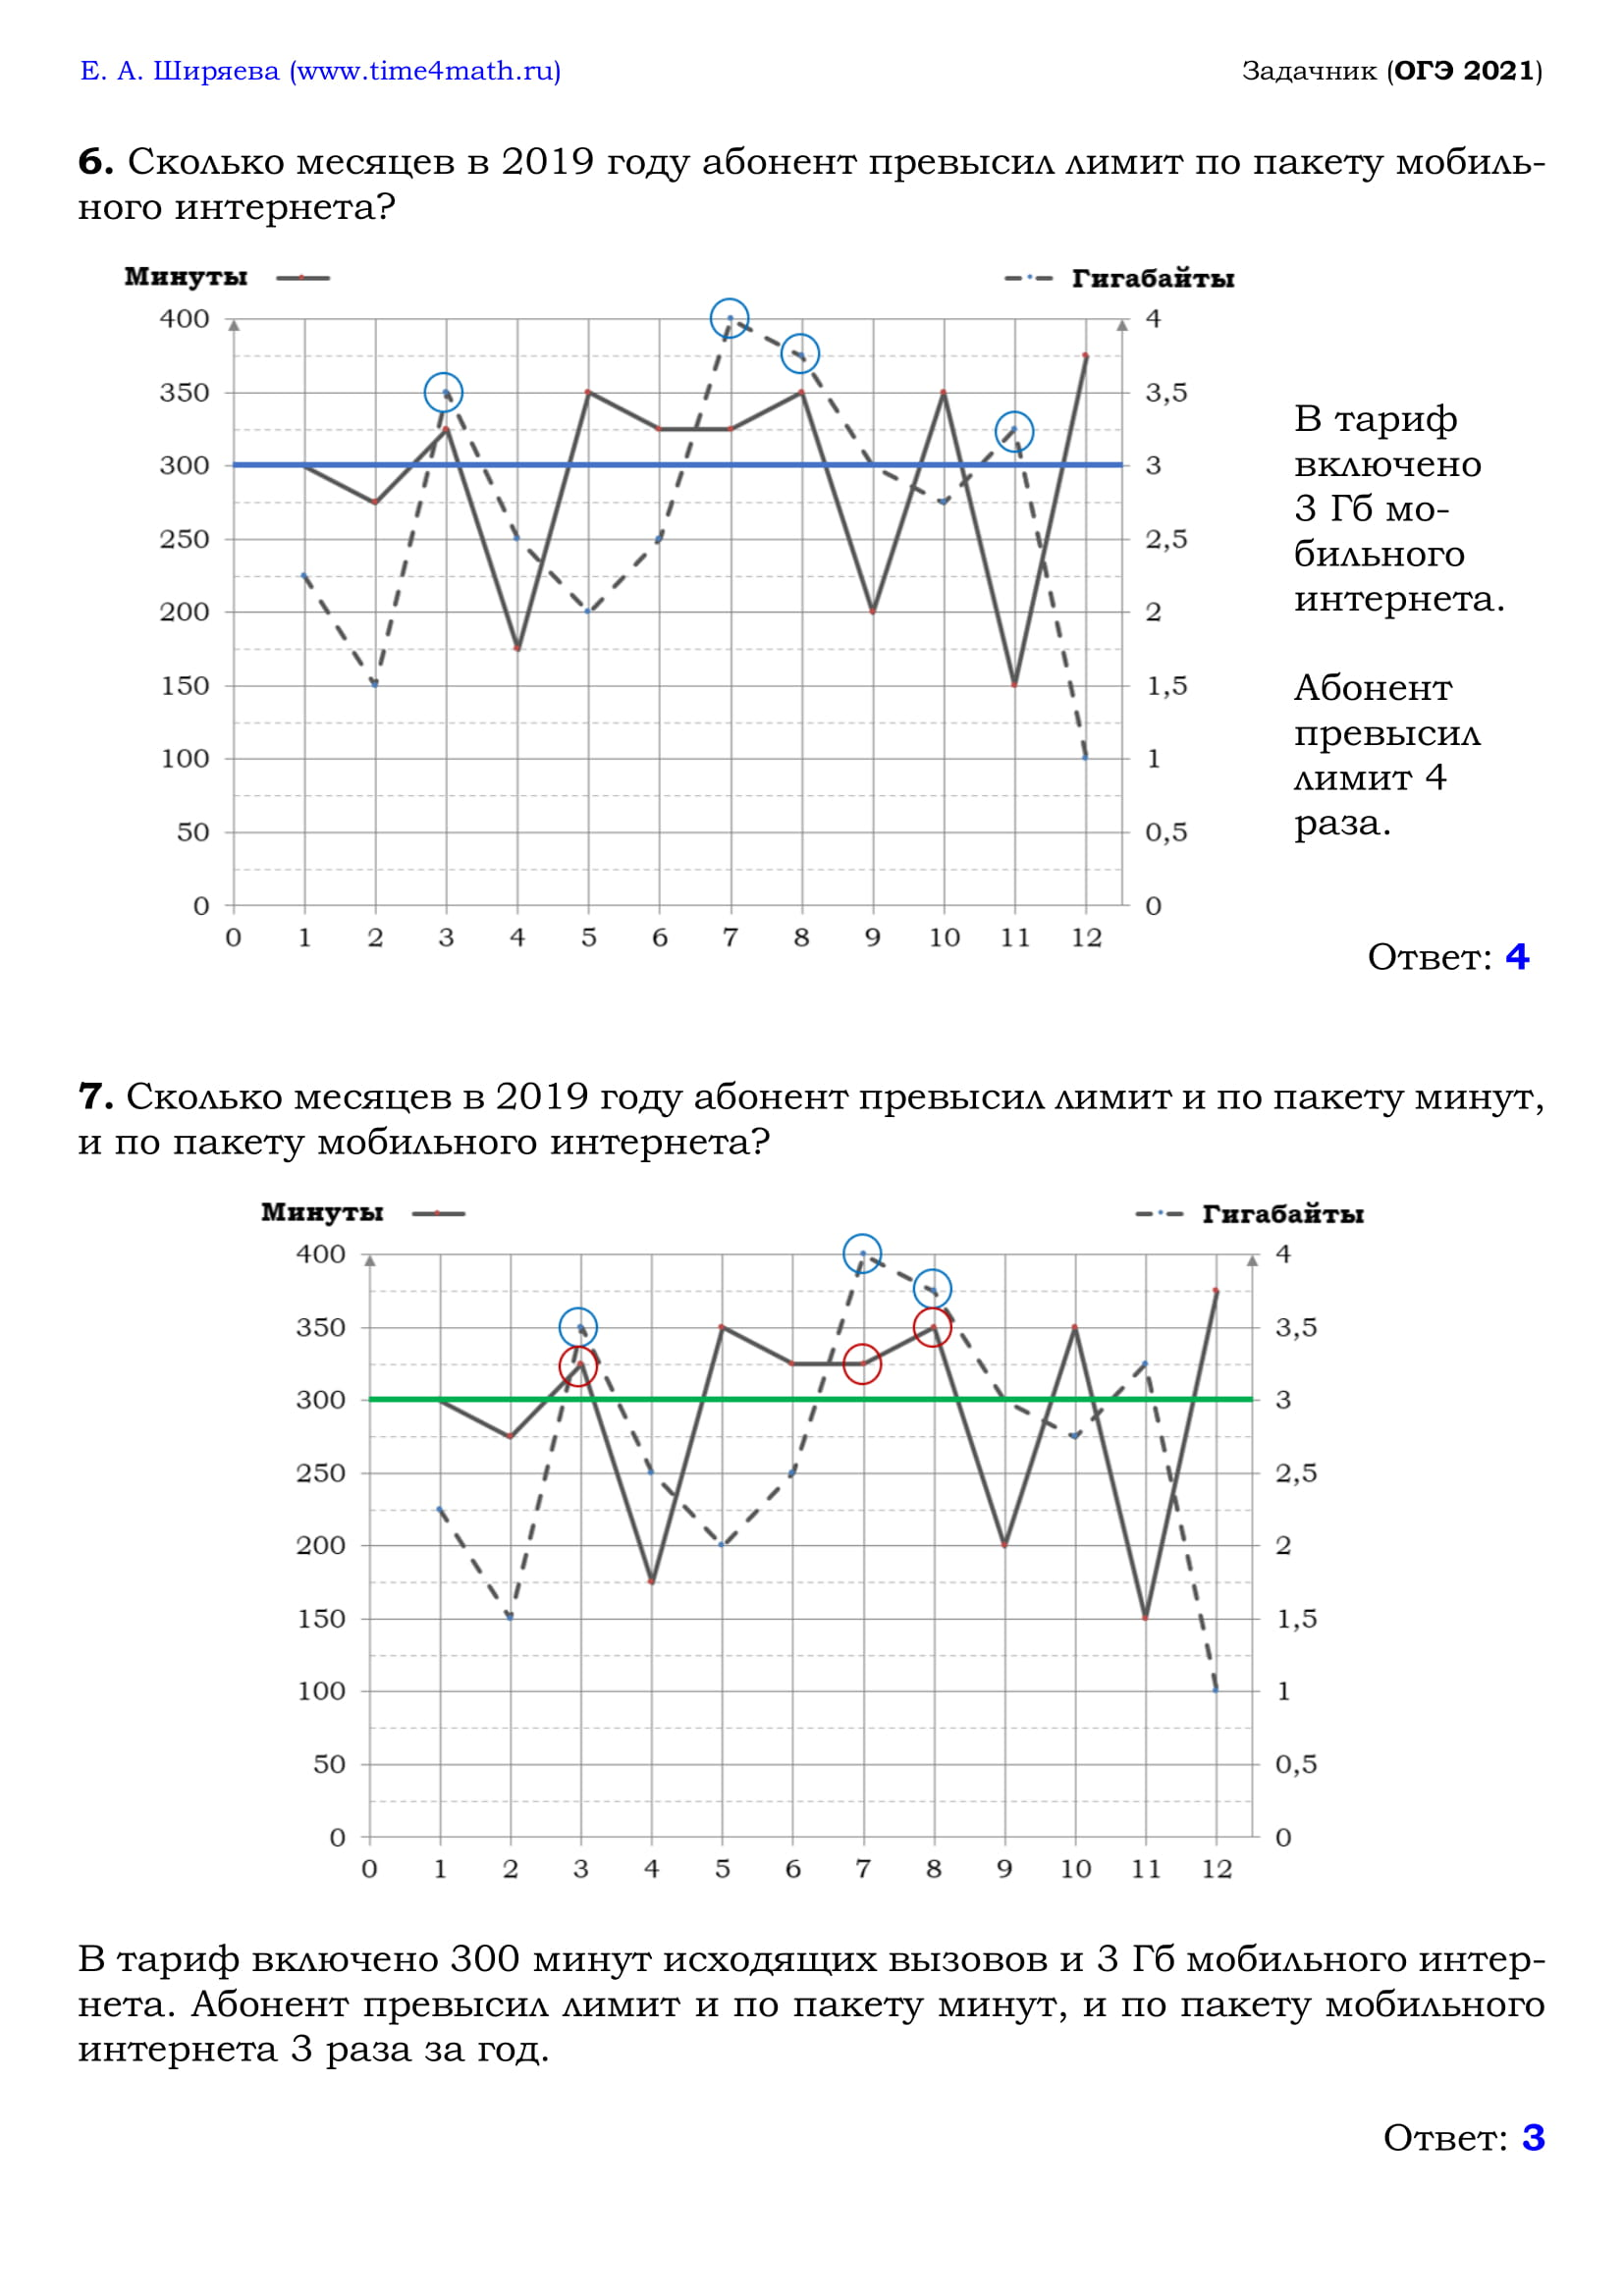 Е. А. Ширяева (www.time4math.ru) Задачник (ОГЭ 2021)
6. Сколько месяцев в 2019 году абонент превысил лимит по пакету мобиль-
ного интернета?
Минуты Гигабайты
400 4
350 3,5
300 3
250 2,5
200 2
150 1,5
100 1
50 0,5
0 0
0 1 2 3 4 5 6 7 8 9 10 11 12
В тариф
включено
3 Гб мо-
бильного
интернета.
Абонент
превысил
лимит 4
раза.
Ответ: 4
7. Сколько месяцев в 2019 году абонент превысил лимит и по пакету минут,
и по пакету мобильного интернета?
Минуты Гигабайты
400 4
350 3,5
300 3
250 2,5
200 2
150 1,5
100 1
50 0,5
0 0
0 1 2 3 4 5 6 7 8 9 10 11 12
В тариф включено 300 минут исходящих вызовов и 3 Гб мобильного интер-
нета. Абонент превысил лимит и по пакету минут, и по пакету мобильного
интернета 3 раза за год.
Ответ: 3